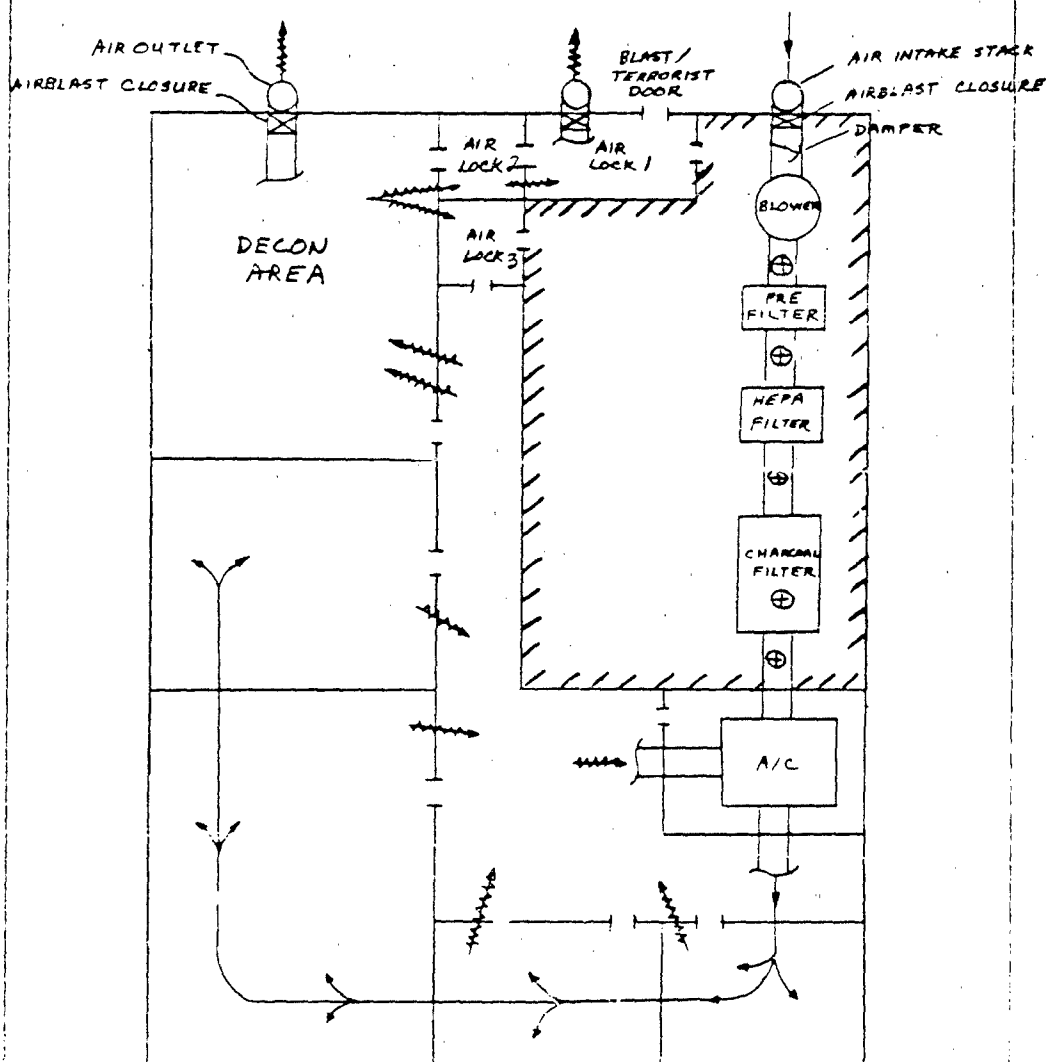 AIR OUTLET
AIRBLAST CLOSURE
BLAST/
TERRORIST
DOOR
AIR INTAKE STACK
AIRBLAST CLOSURE
DAMPER
AIR
LOCK 2
AIR
LOCK 1
BLOWER
AIR
LOCK 3
DECON
AREA
PRE
FILTER
HEPA
FILTER
CHARCOAL
FILTER
A/C